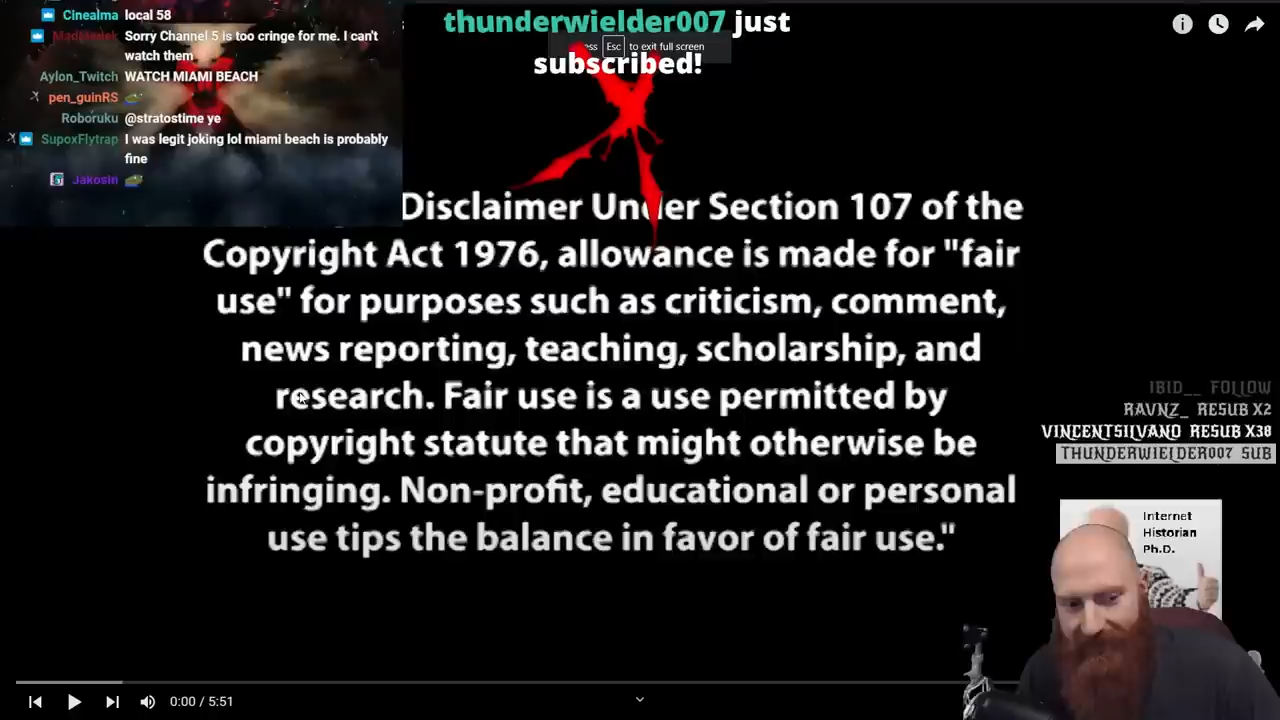 Cinealma local 58
MadMedek Sorry Channel 5 is too cringe for me. I can't
watch them
Aylon_Twitch WATCH MIAMI BEACH
pen_guinRS
Roboruku @stratostime ye
SupoxFlytrap I was legit joking lol miami beach is probably
fine
Jakosin
thunderwielder007 just
subscribed!
Esc to exit full screen
Disclaimer Under Section 107 of the
Copyright Act 1976, allowance is made for "fair
use" for purposes such as criticism, comment,
news reporting, teaching, scholarship, and
research. Fair use is a use permitted by
copyright statute that might otherwise be
infringing. Non-profit, educational or personal
use tips the balance in favor of fair use."
IBID__ FOLLOW
RAVNZ_ RESUB X2
VINCENTSILVANO RESUB X38
THUNDERWIELDER007 SUB
Internet
Historian
Ph.D.
0:00 / 5:51